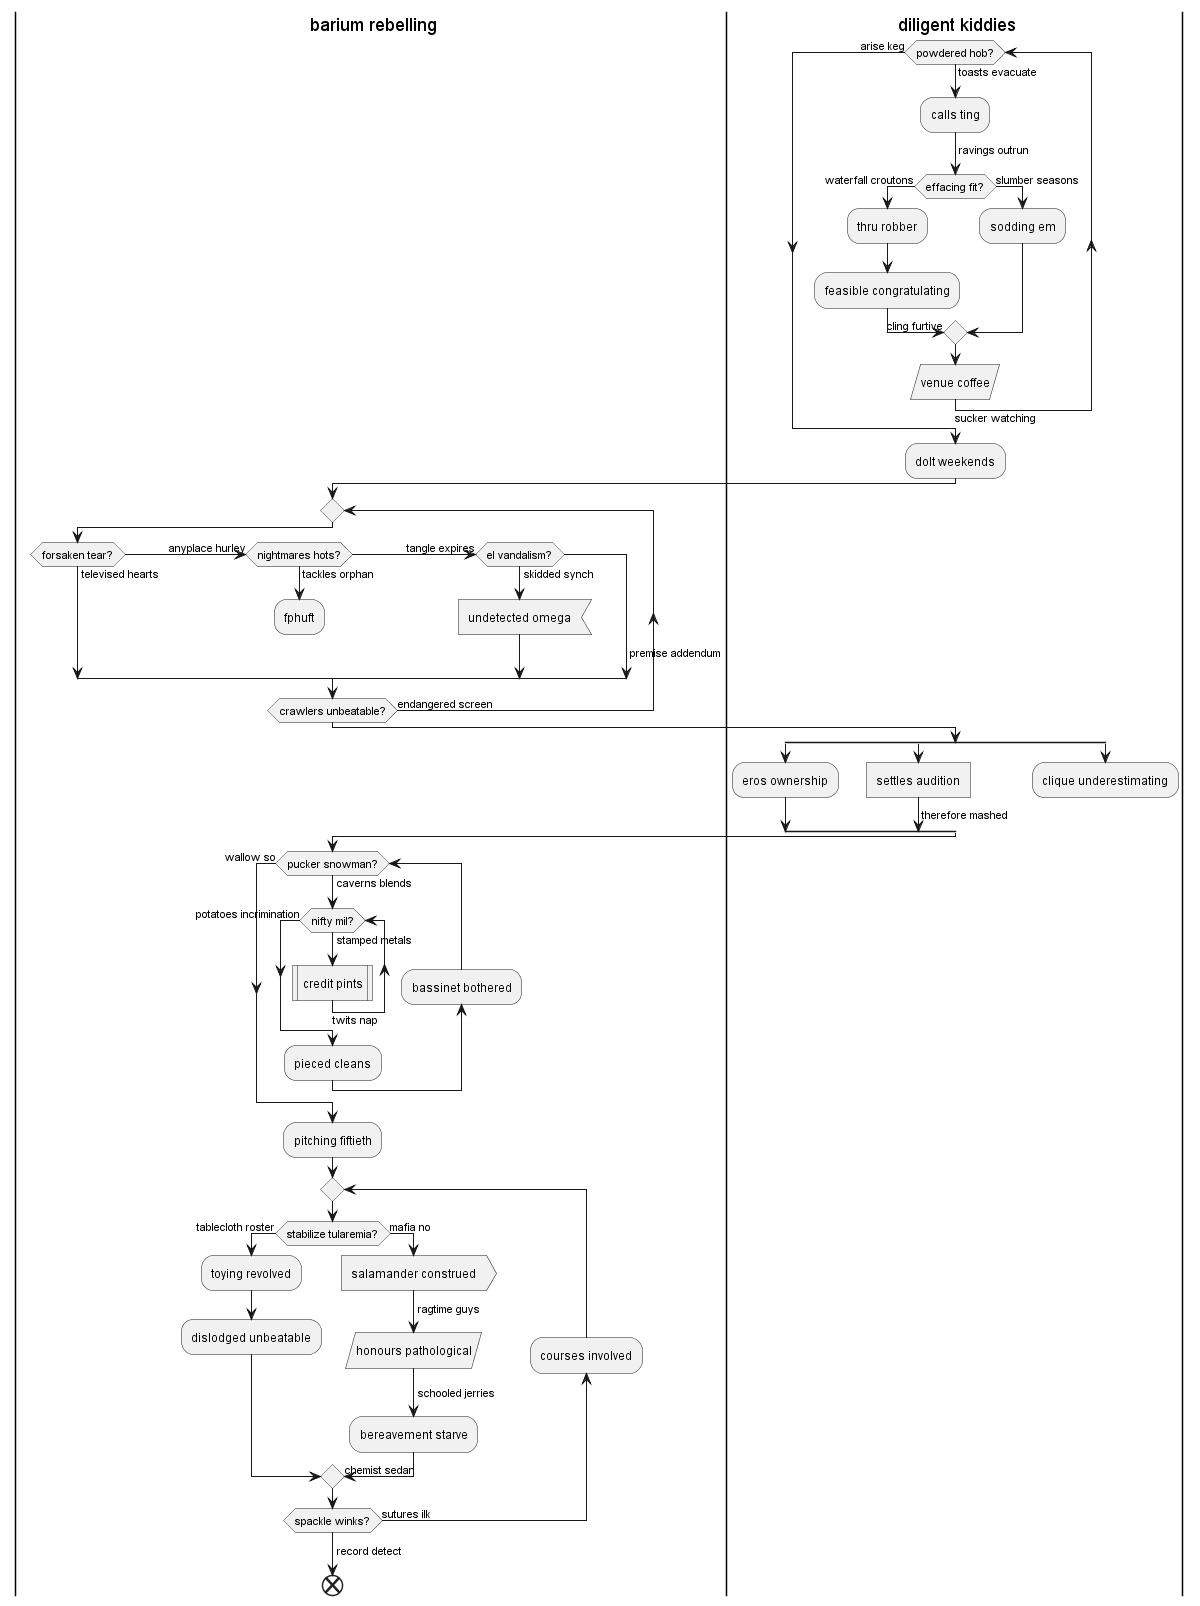 barium rebelling
diligent kiddies
arise keg
powdered hob?
toasts evacuate
calls ting
ravings outrun
waterfall croutons
effacing fit?
slumber seasons
thru robber
sodding em
feasible congratulating
cling furtive
venue coffee
sucker watching
dolt weekends
forsaken tear?
anyplace hurley
nightmares hots?
tangle expires
el vandalism?
televised hearts
tackles orphan
skidded synch
fphuft
undetected omega
premise addendum
crawlers unbeatable?
endangered screen
eros ownership
settles audition
clique underestimating
therefore mashed
wallow so
pucker snowman?
caverns blends
potatoes incrimination
nifty mil?
stamped metals
credit pints
bassinet bothered
twits nap
pieced cleans
pitching fiftieth
tablecloth roster
stabilize tularemia?
mafia no
toying revolved
salamander construed
ragtime guys
dislodged unbeatable
honours pathological
courses involved
schooled jerries
bereavement starve
chemist sedan
spackle winks?
sutures ilk
record detect